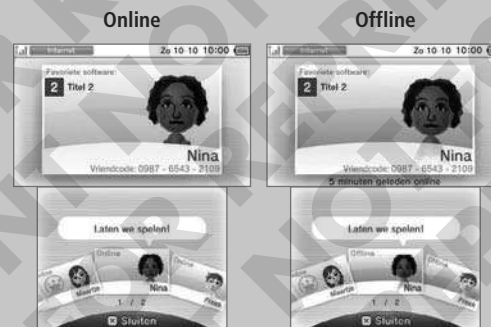 Online
Offline
Internet
Zo 10-10 10:00
Favoriete software:
2 Titel 2
Nina
Vriendcode: 0987 - 6543 - 2109
Internet
Zo 10-10 10:00
Favoriete software:
2 Titel 2
Nina
Vriendcode: 0987 - 6543 - 2109
5 minuten geleden online
Laten we spelen!
Online
Online
Maartje
Nina
Freek
1 / 2
Sluiten
Laten we spelen!
Offline
Offline
Maartje
Nina
Freek
1 / 2
Sluiten